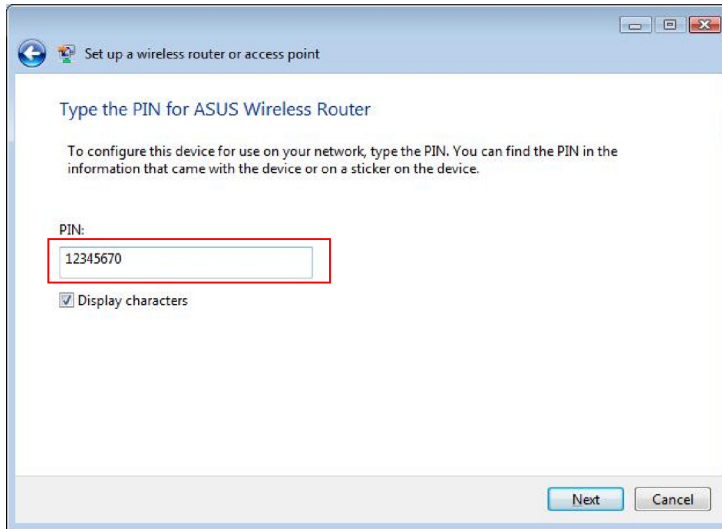 Set up a wireless router or access point
Type the PIN for ASUS Wireless Router
To configure this device for use on your network, type the PIN. You can find the PIN in the
information that came with the device or on a sticker on the device.
PIN:
12345670
Display characters
Next Cancel